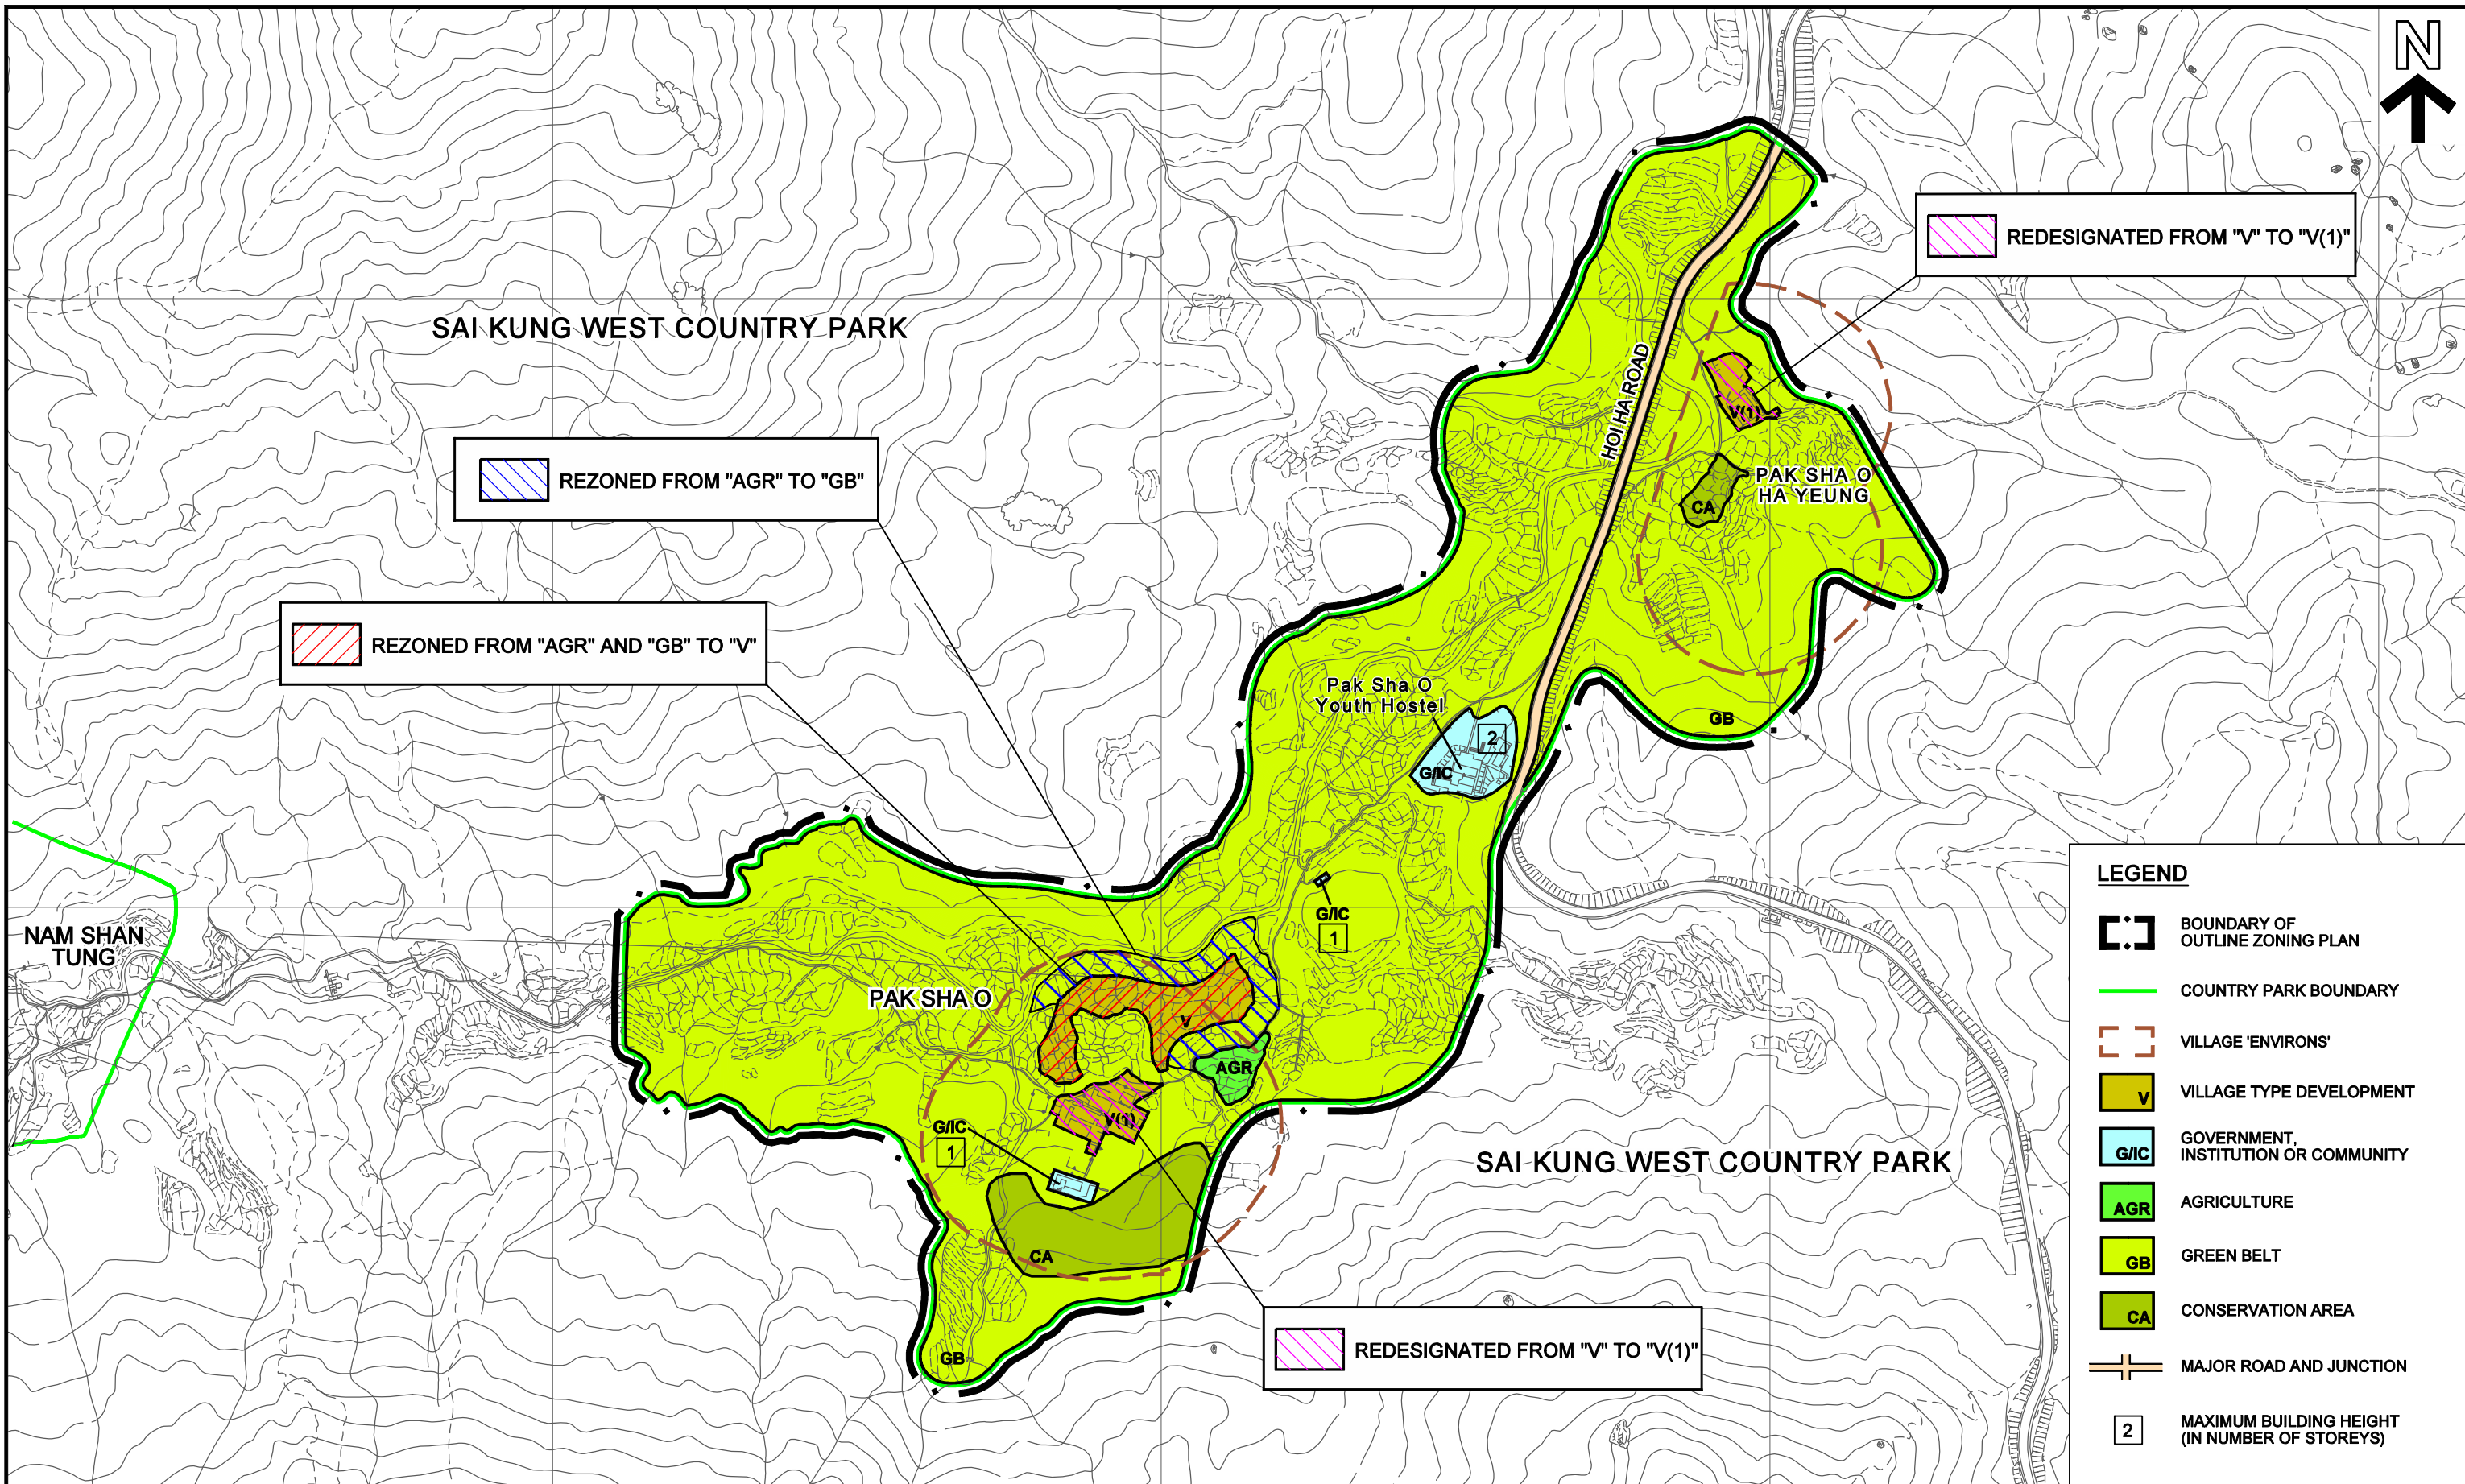 N
REDESIGNATED FROM "V" TO "V(1)"
SAI KUNG WEST COUNTRY PARK
HOI HA ROAD
V(1)
REZONED FROM "AGR" TO "GB"
PAK SHA O
HA YEUNG
CA
REZONED FROM "AGR" AND "GB" TO "V"
Pak Sha O
Youth Hostel
GB
2
G/IC
G/IC
1
NAM SHAN
TUNG
PAK SHA O
V
AGR
V(1)
G/IC
1
SAI KUNG WEST COUNTRY PARK
CA
GB
REDESIGNATED FROM "V" TO "V(1)"
LEGEND
BOUNDARY OF
OUTLINE ZONING PLAN
COUNTRY PARK BOUNDARY
VILLAGE 'ENVIRONS'
V VILLAGE TYPE DEVELOPMENT
G/IC GOVERNMENT,
INSTITUTION OR COMMUNITY
AGR AGRICULTURE
GB GREEN BELT
CA CONSERVATION AREA
MAJOR ROAD AND JUNCTION
2 MAXIMUM BUILDING HEIGHT
(IN NUMBER OF STOREYS)